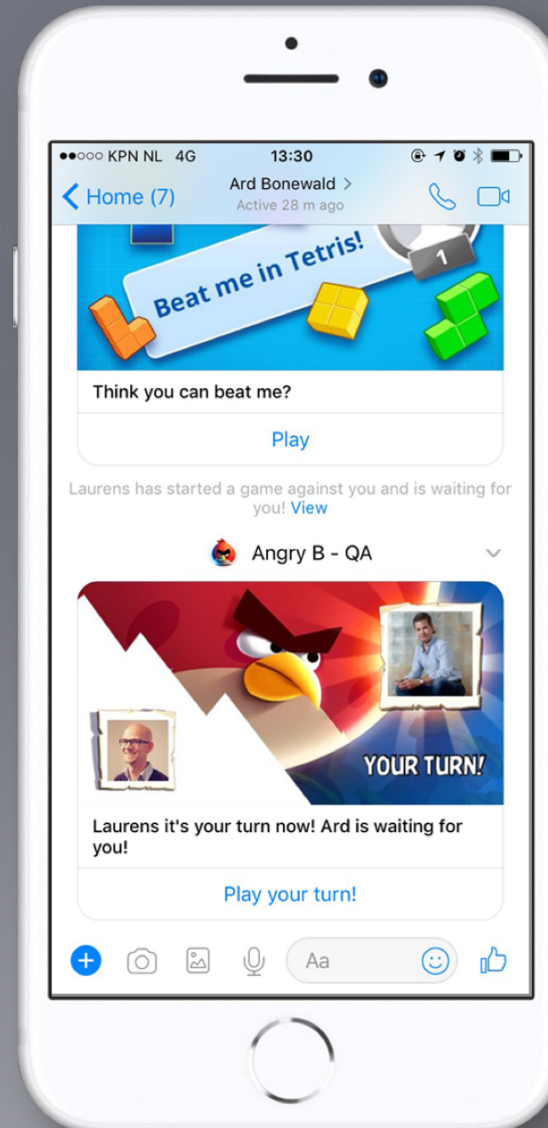 ●●○○○ KPN NL 4G 13:30
Home (7)
Ard Bonewald >
Active 28 m ago
Beat me in Tetris!
1
Think you can beat me?
Play
Laurens has started a game against you and is waiting for
you! View
Angry B - QA
YOUR TURN!
Laurens it's your turn now! Ard is waiting for
you!
Play your turn!
Aa